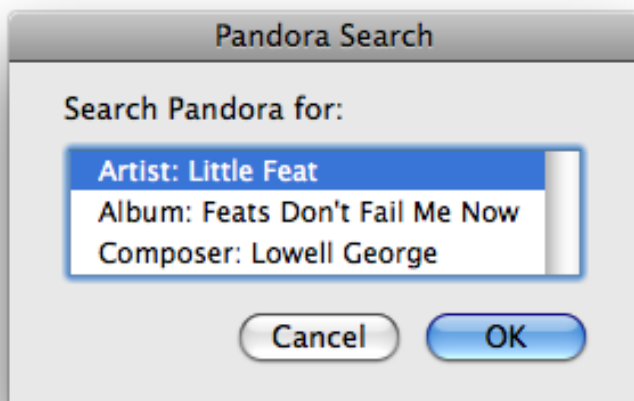 Pandora Search
Search Pandora for:
Artist: Little Feat
Album: Feats Don't Fail Me Now
Composer: Lowell George
Cancel OK